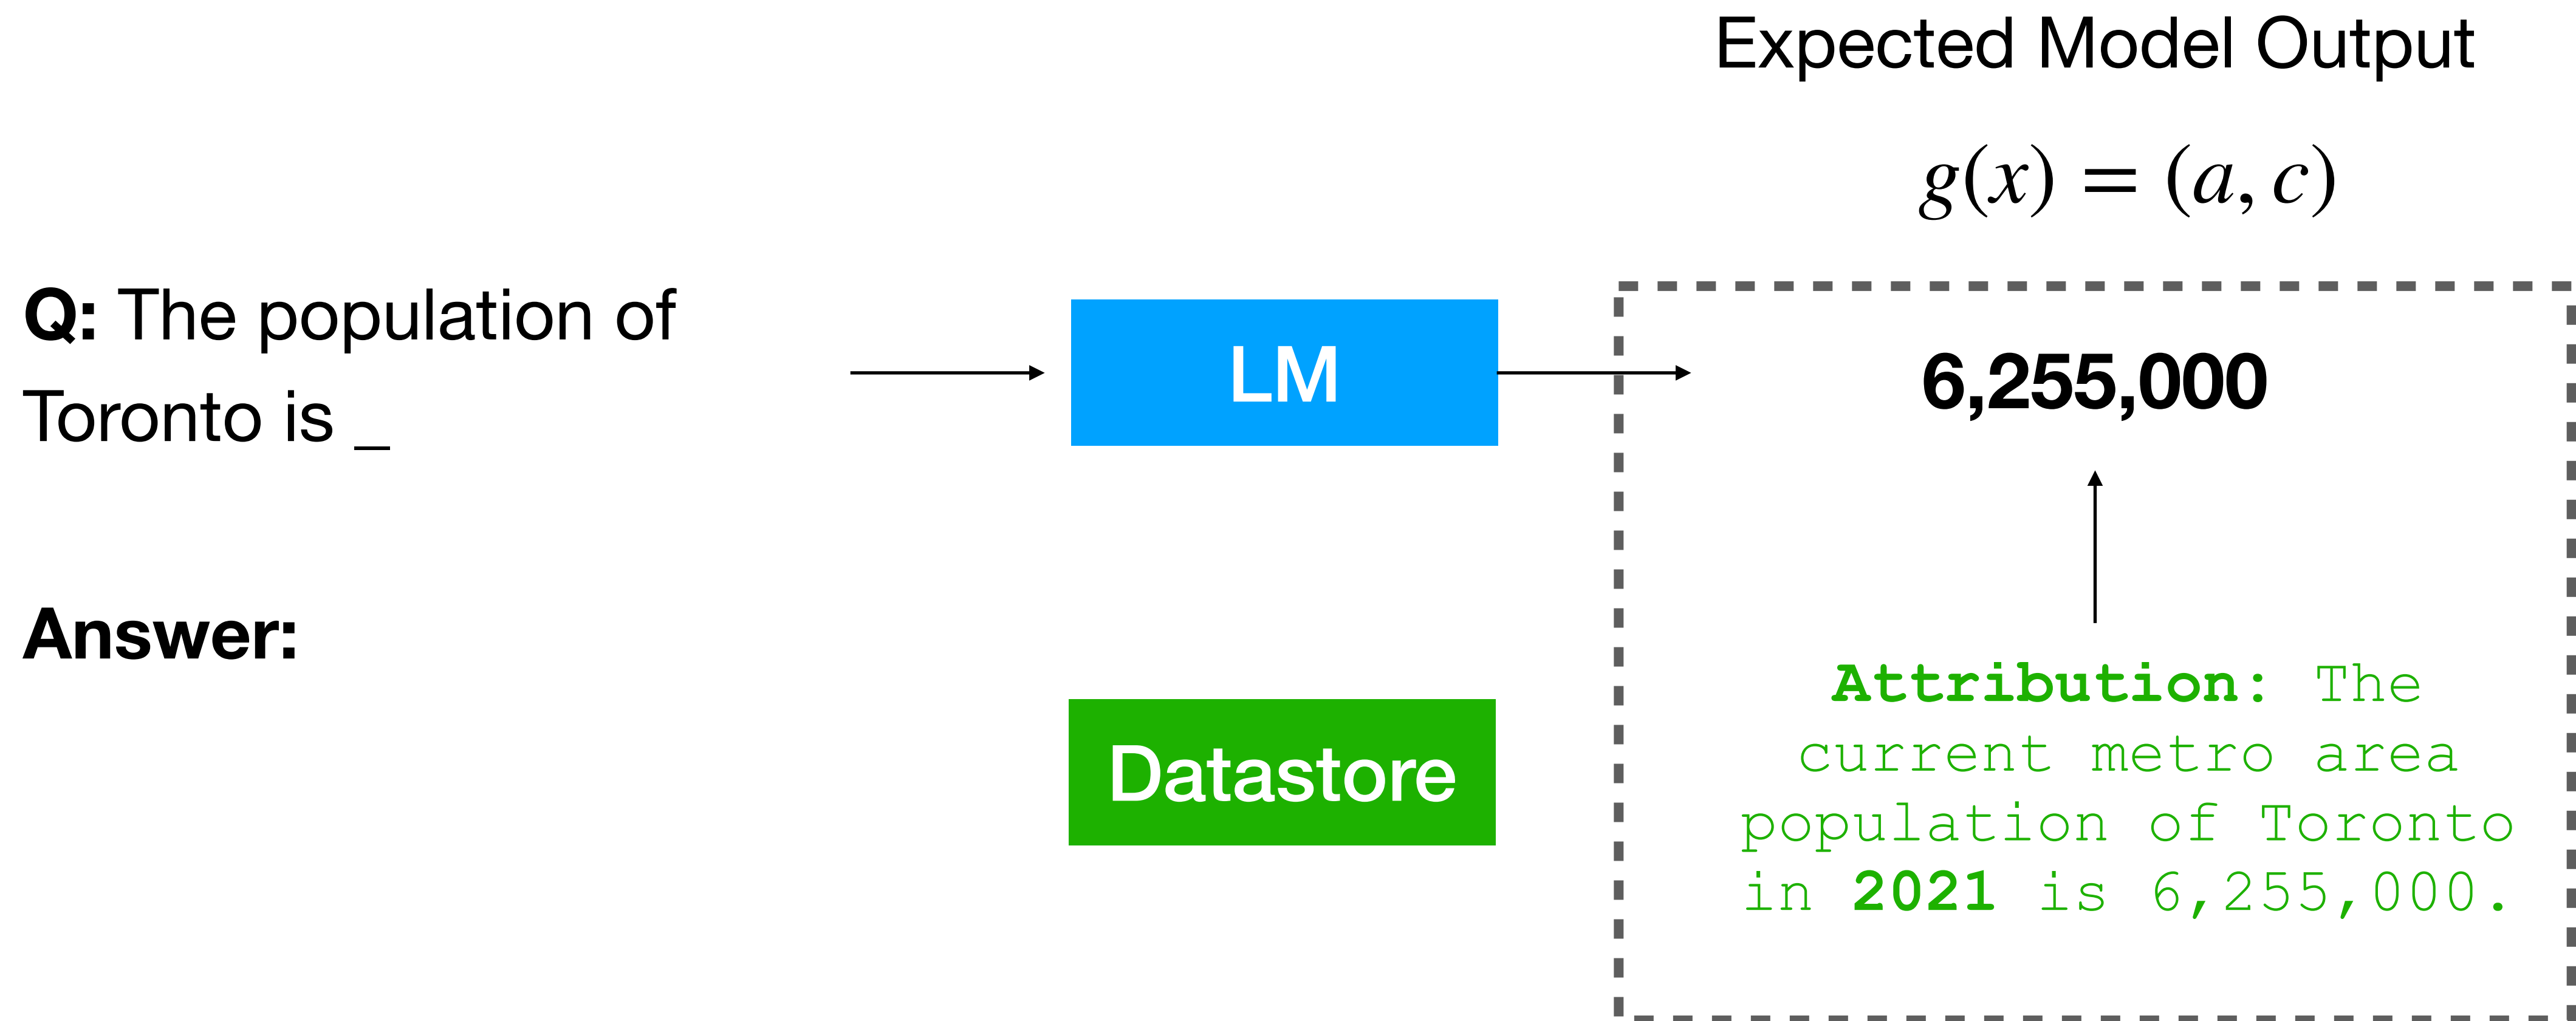 Expected Model Output
g(x) = (a, c)
Q: The population of
Toronto is _
LM
6,255,000
Answer:
Datastore
Attribution: The
current metro area
population of Toronto
in 2021 is 6,255,000.